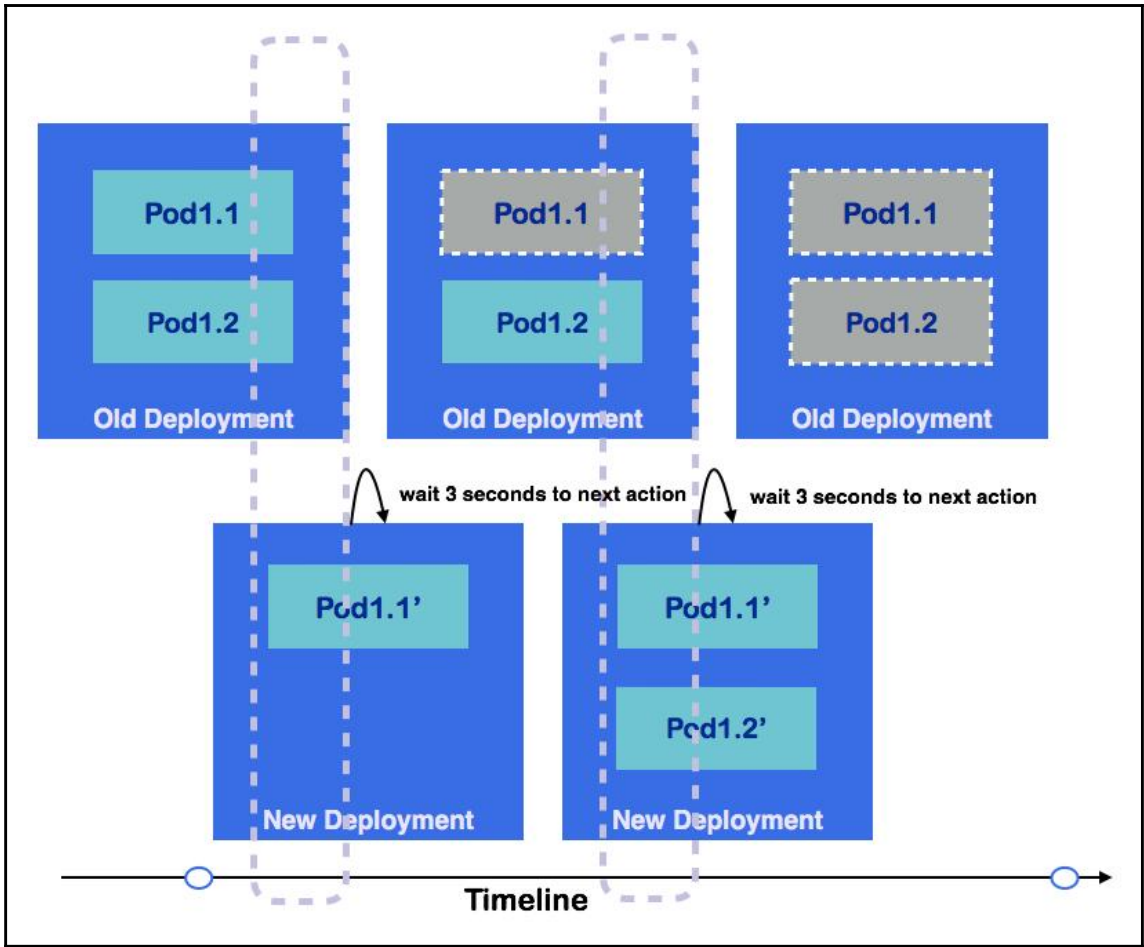 Pod1.1
Pod1.2
Old Deployment
Pod1.1
Pod1.2
Old Deployment
Pod1.1
Pod1.2
Old Deployment
wait 3 seconds to next action
wait 3 seconds to next action
Pod1.1’
New Deployment
Pod1.1’
Pod1.2’
New Deployment
Timeline